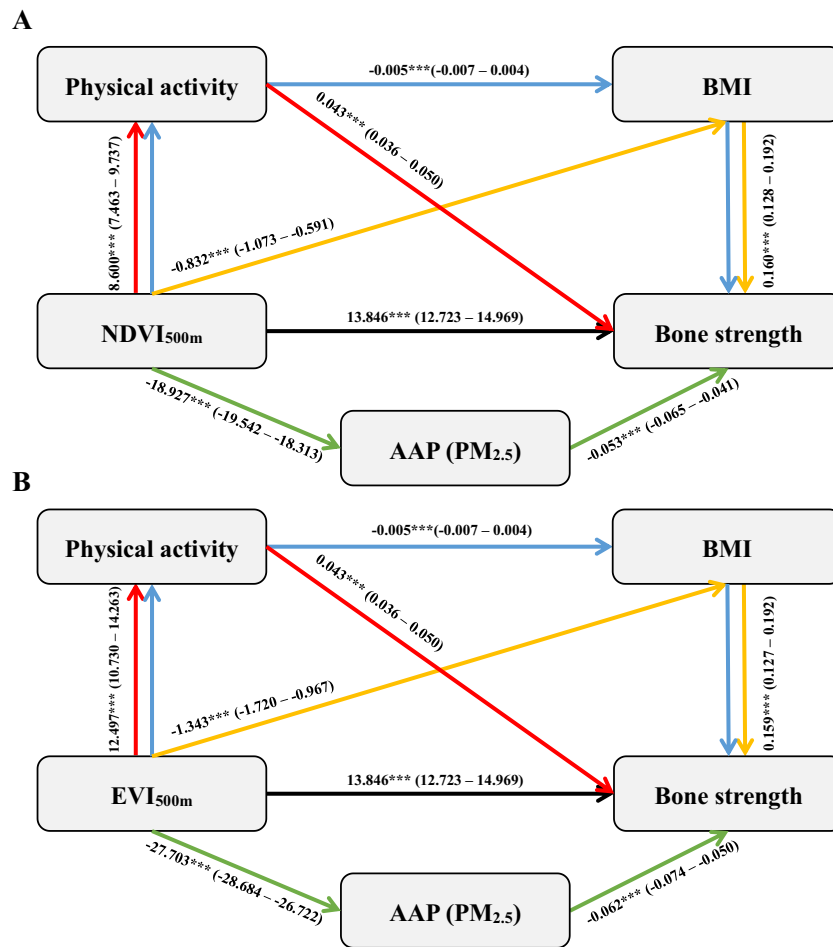 A
Physical activity
-0.005***(-0.007 – 0.004)
BMI
0.043*** (0.036 – 0.050)
8.600*** (7.463 – 9.737)
-0.832*** (-1.073 – -0.591)
0.160*** (0.128 – 0.192)
NDVI500m
13.846*** (12.723 – 14.969)
Bone strength
-18.927*** (-19.542 – -18.313)
AAP (PM2.5)
-0.053*** (-0.065 – -0.041)
B
Physical activity
-0.005***(-0.007 – 0.004)
BMI
0.043*** (0.036 – 0.050)
12.497*** (10.730 – 14.263)
-1.343*** (-1.720 – -0.967)
0.159*** (0.127 – 0.192)
EVI500m
13.846*** (12.723 – 14.969)
Bone strength
-27.703*** (-28.684 – -26.722)
AAP (PM2.5)
-0.062*** (-0.074 – -0.050)